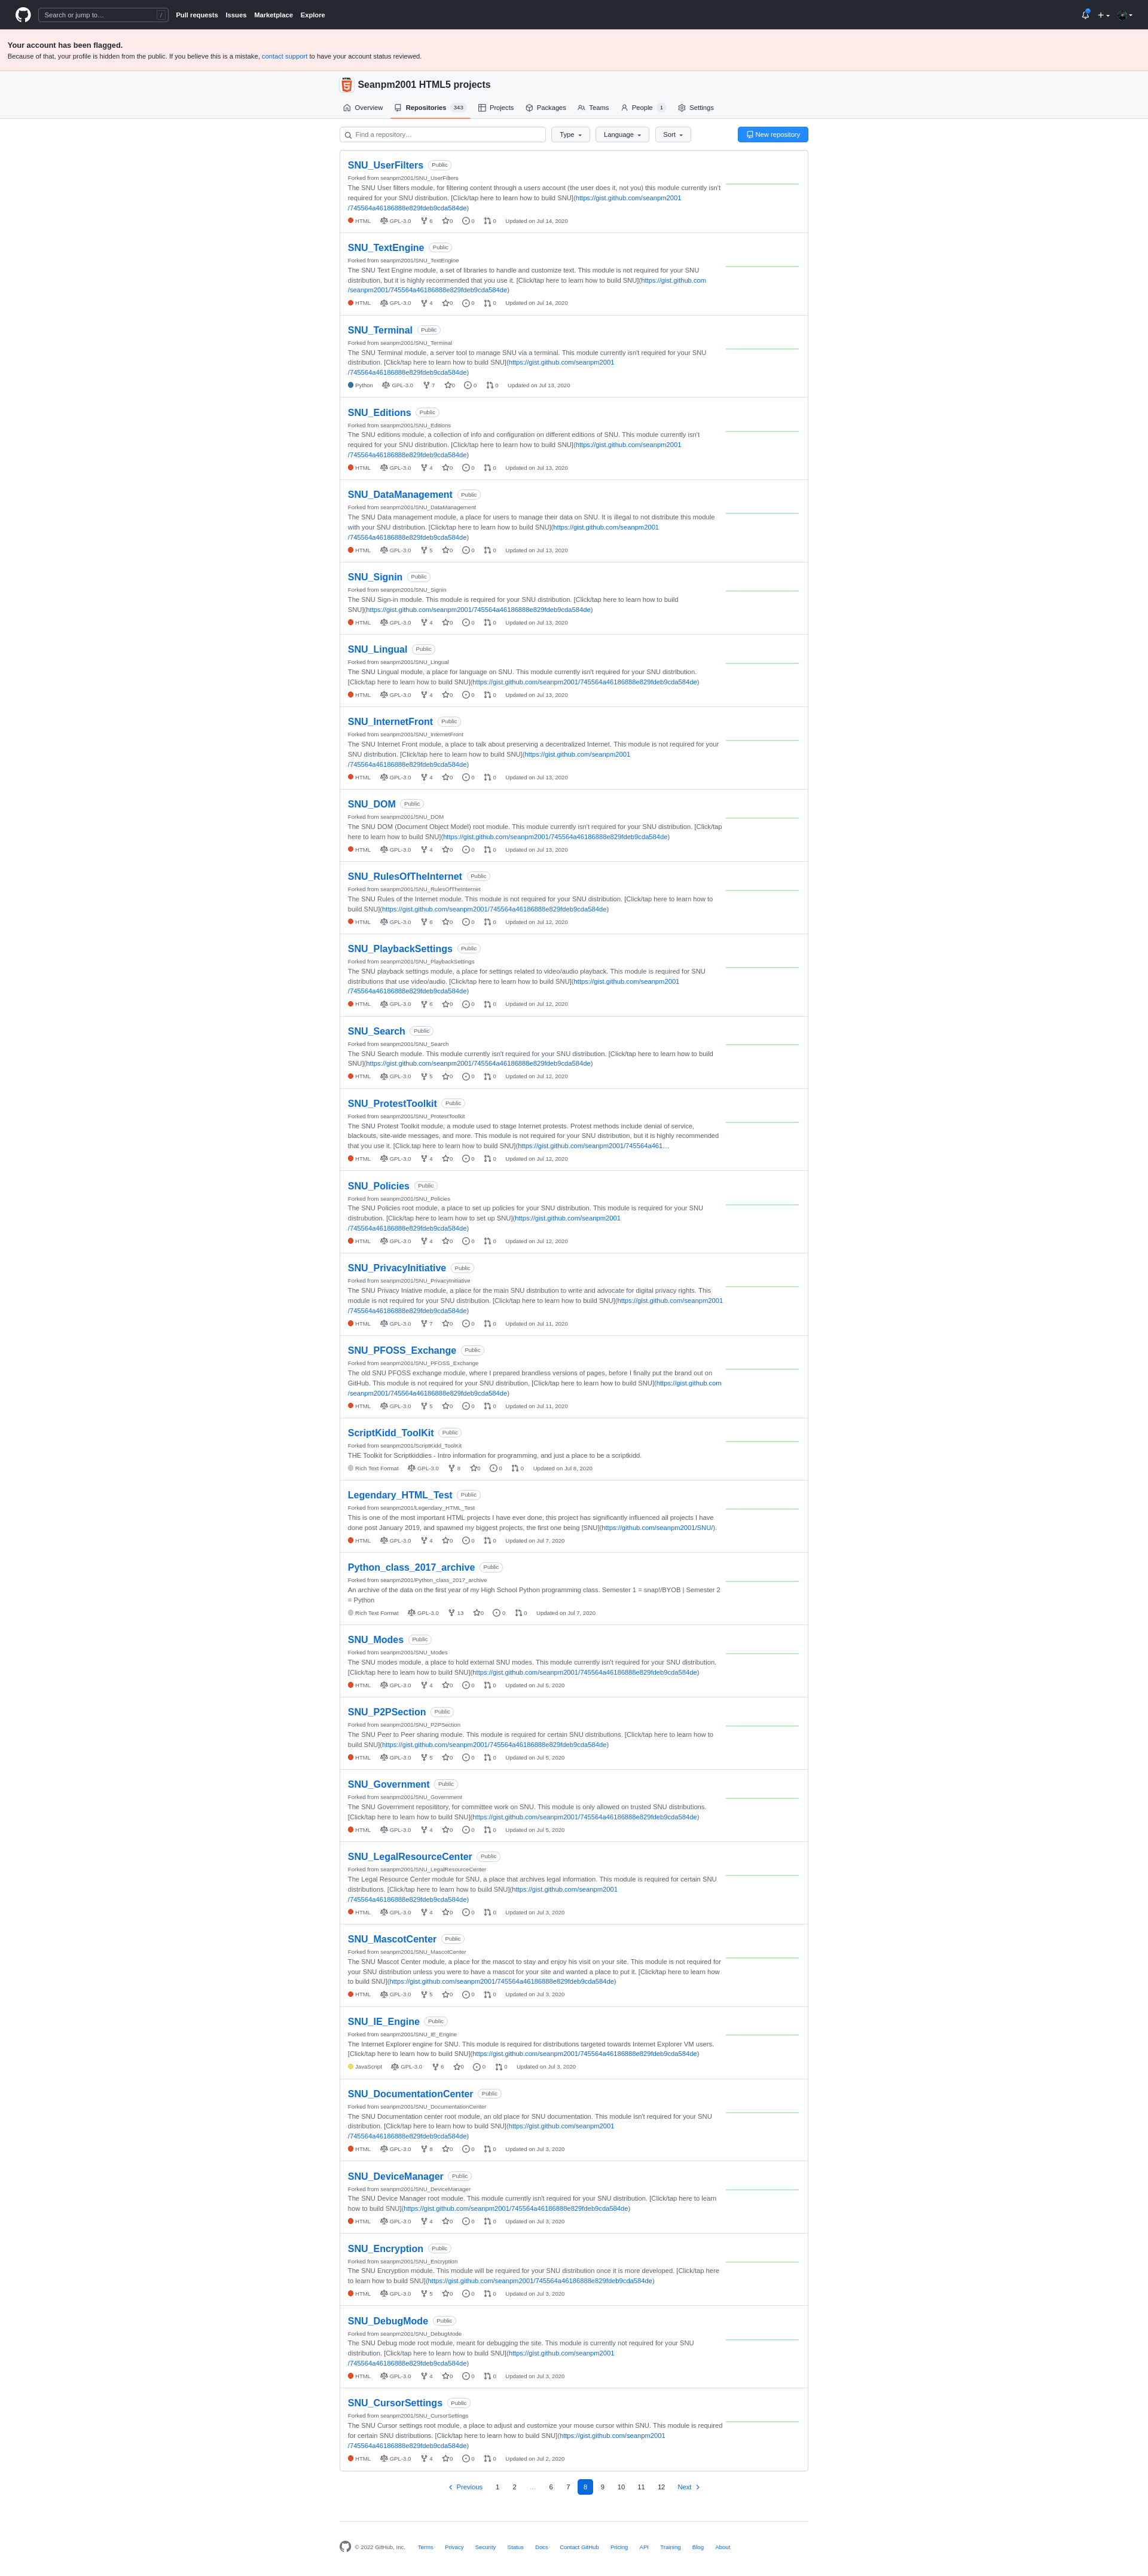 Search or jump to… /
Pull requests Issues Marketplace Explore
Your account has been flagged.
Because of that, your profile is hidden from the public. If you believe this is a mistake, contact support to have your account status reviewed.
Seanpm2001 HTML5 projects
Overview Repositories 343 Projects Packages Teams People 1 Settings
Find a repository… Type Language Sort New repository
SNU_UserFilters Public
Forked from seanpm2001/SNU_UserFilters
The SNU User filters module, for filtering content through a users account (the user does it, not you) this module currently isn't
required for your SNU distribution. [Click/tap here to learn how to build SNU](https://gist.github.com/seanpm2001
/745564a46186888e829fdeb9cda584de)
HTML GPL-3.0 6 0 0 0 Updated on Jul 14, 2020
SNU_TextEngine Public
Forked from seanpm2001/SNU_TextEngine
The SNU Text Engine module, a set of libraries to handle and customize text. This module is not required for your SNU
distribution, but it is highly recommended that you use it. [Click/tap here to learn how to build SNU](https://gist.github.com
/seanpm2001/745564a46186888e829fdeb9cda584de)
HTML GPL-3.0 4 0 0 0 Updated on Jul 14, 2020
SNU_Terminal Public
Forked from seanpm2001/SNU_Terminal
The SNU Terminal module, a server tool to manage SNU via a terminal. This module currently isn't required for your SNU
distribution. [Click/tap here to learn how to build SNU](https://gist.github.com/seanpm2001
/745564a46186888e829fdeb9cda584de)
Python GPL-3.0 7 0 0 0 Updated on Jul 13, 2020
SNU_Editions Public
Forked from seanpm2001/SNU_Editions
The SNU editions module, a collection of info and configuration on different editions of SNU. This module currently isn't
required for your SNU distribution. [Click/tap here to learn how to build SNU](https://gist.github.com/seanpm2001
/745564a46186888e829fdeb9cda584de)
HTML GPL-3.0 4 0 0 0 Updated on Jul 13, 2020
SNU_DataManagement Public
Forked from seanpm2001/SNU_DataManagement
The SNU Data management module, a place for users to manage their data on SNU. It is illegal to not distribute this module
with your SNU distribution. [Click/tap here to learn how to build SNU](https://gist.github.com/seanpm2001
/745564a46186888e829fdeb9cda584de)
HTML GPL-3.0 5 0 0 0 Updated on Jul 13, 2020
SNU_Signin Public
Forked from seanpm2001/SNU_Signin
The SNU Sign-in module. This module is required for your SNU distribution. [Click/tap here to learn how to build
SNU](https://gist.github.com/seanpm2001/745564a46186888e829fdeb9cda584de)
HTML GPL-3.0 4 0 0 0 Updated on Jul 13, 2020
SNU_Lingual Public
Forked from seanpm2001/SNU_Lingual
The SNU Lingual module, a place for language on SNU. This module currently isn't required for your SNU distribution.
[Click/tap here to learn how to build SNU](https://gist.github.com/seanpm2001/745564a46186888e829fdeb9cda584de)
HTML GPL-3.0 4 0 0 0 Updated on Jul 13, 2020
SNU_InternetFront Public
Forked from seanpm2001/SNU_InternetFront
The SNU Internet Front module, a place to talk about preserving a decentralized Internet. This module is not required for your
SNU distribution. [Click/tap here to learn how to build SNU](https://gist.github.com/seanpm2001
/745564a46186888e829fdeb9cda584de)
HTML GPL-3.0 4 0 0 0 Updated on Jul 13, 2020
SNU_DOM Public
Forked from seanpm2001/SNU_DOM
The SNU DOM (Document Object Model) root module. This module currently isn't required for your SNU distribution. [Click/tap
here to learn how to build SNU](https://gist.github.com/seanpm2001/745564a46186888e829fdeb9cda584de)
HTML GPL-3.0 4 0 0 0 Updated on Jul 13, 2020
SNU_RulesOfTheInternet Public
Forked from seanpm2001/SNU_RulesOfTheInternet
The SNU Rules of the Internet module. This module is not required for your SNU distribution. [Click/tap here to learn how to
build SNU](https://gist.github.com/seanpm2001/745564a46186888e829fdeb9cda584de)
HTML GPL-3.0 6 0 0 0 Updated on Jul 12, 2020
SNU_PlaybackSettings Public
Forked from seanpm2001/SNU_PlaybackSettings
The SNU playback settings module, a place for settings related to video/audio playback. This module is required for SNU
distributions that use video/audio. [Click/tap here to learn how to build SNU](https://gist.github.com/seanpm2001
/745564a46186888e829fdeb9cda584de)
HTML GPL-3.0 6 0 0 0 Updated on Jul 12, 2020
SNU_Search Public
Forked from seanpm2001/SNU_Search
The SNU Search module. This module currently isn't required for your SNU distribution. [Click/tap here to learn how to build
SNU](https://gist.github.com/seanpm2001/745564a46186888e829fdeb9cda584de)
HTML GPL-3.0 5 0 0 0 Updated on Jul 12, 2020
SNU_ProtestToolkit Public
Forked from seanpm2001/SNU_ProtestToolkit
The SNU Protest Toolkit module, a module used to stage Internet protests. Protest methods include denial of service,
blackouts, site-wide messages, and more. This module is not required for your SNU distribution, but it is highly recommended
that you use it. [Click.tap here to learn how to build SNU](https://gist.github.com/seanpm2001/745564a461…
HTML GPL-3.0 4 0 0 0 Updated on Jul 12, 2020
SNU_Policies Public
Forked from seanpm2001/SNU_Policies
The SNU Policies root module, a place to set up policies for your SNU distribution. This module is required for your SNU
distrubution. [Click/tap here to learn how to set up SNU](https://gist.github.com/seanpm2001
/745564a46186888e829fdeb9cda584de)
HTML GPL-3.0 4 0 0 0 Updated on Jul 12, 2020
SNU_PrivacyInitiative Public
Forked from seanpm2001/SNU_PrivacyInitiative
The SNU Privacy Iniative module, a place for the main SNU distribution to write and advocate for digital privacy rights. This
module is not required for your SNU distribution. [Click/tap here to learn how to build SNU](https://gist.github.com/seanpm2001
/745564a46186888e829fdeb9cda584de)
HTML GPL-3.0 7 0 0 0 Updated on Jul 11, 2020
SNU_PFOSS_Exchange Public
Forked from seanpm2001/SNU_PFOSS_Exchange
The old SNU PFOSS exchange module, where I prepared brandless versions of pages, before I finally put the brand out on
GitHub. This module is not required for your SNU distribution, [Click/tap here to learn how to build SNU](https://gist.github.com
/seanpm2001/745564a46186888e829fdeb9cda584de)
HTML GPL-3.0 5 0 0 0 Updated on Jul 11, 2020
ScriptKidd_ToolKit Public
Forked from seanpm2001/ScriptKidd_ToolKit
THE Toolkit for Scriptkiddies - Intro information for programming, and just a place to be a scriptkidd.
Rich Text Format GPL-3.0 8 0 0 0 Updated on Jul 8, 2020
Legendary_HTML_Test Public
Forked from seanpm2001/Legendary_HTML_Test
This is one of the most important HTML projects I have ever done, this project has significantly influenced all projects I have
done post January 2019, and spawned my biggest projects, the first one being [SNU](https://github.com/seanpm2001/SNU/).
HTML GPL-3.0 4 0 0 0 Updated on Jul 7, 2020
Python_class_2017_archive Public
Forked from seanpm2001/Python_class_2017_archive
An archive of the data on the first year of my High School Python programming class. Semester 1 = snap!/BYOB | Semester 2
= Python
Rich Text Format GPL-3.0 13 0 0 0 Updated on Jul 7, 2020
SNU_Modes Public
Forked from seanpm2001/SNU_Modes
The SNU modes module, a place to hold external SNU modes. This module currently isn't required for your SNU distribution.
[Click/tap here to learn how to build SNU](https://gist.github.com/seanpm2001/745564a46186888e829fdeb9cda584de)
HTML GPL-3.0 4 0 0 0 Updated on Jul 5, 2020
SNU_P2PSection Public
Forked from seanpm2001/SNU_P2PSection
The SNU Peer to Peer sharing module. This module is required for certain SNU distributions. [Click/tap here to learn how to
build SNU](https://gist.github.com/seanpm2001/745564a46186888e829fdeb9cda584de)
HTML GPL-3.0 5 0 0 0 Updated on Jul 5, 2020
SNU_Government Public
Forked from seanpm2001/SNU_Government
The SNU Government reposititory, for committee work on SNU. This module is only allowed on trusted SNU distributions.
[Click/tap here to learn how to build SNU](https://gist.github.com/seanpm2001/745564a46186888e829fdeb9cda584de)
HTML GPL-3.0 4 0 0 0 Updated on Jul 5, 2020
SNU_LegalResourceCenter Public
Forked from seanpm2001/SNU_LegalResourceCenter
The Legal Resource Center module for SNU, a place that archives legal information. This module is required for certain SNU
distributions. [Click/tap here to learn how to build SNU](https://gist.github.com/seanpm2001
/745564a46186888e829fdeb9cda584de)
HTML GPL-3.0 4 0 0 0 Updated on Jul 3, 2020
SNU_MascotCenter Public
Forked from seanpm2001/SNU_MascotCenter
The SNU Mascot Center module, a place for the mascot to stay and enjoy his visit on your site. This module is not required for
your SNU distribution unless you were to have a mascot for your site and wanted a place to put it. [Click/tap here to learn how
to build SNU](https://gist.github.com/seanpm2001/745564a46186888e829fdeb9cda584de)
HTML GPL-3.0 5 0 0 0 Updated on Jul 3, 2020
SNU_IE_Engine Public
Forked from seanpm2001/SNU_IE_Engine
The Internet Explorer engine for SNU. This module is required for distributions targeted towards Internet Explorer VM users.
[Click/tap here to learn how to build SNU](https://gist.github.com/seanpm2001/745564a46186888e829fdeb9cda584de)
JavaScript GPL-3.0 6 0 0 0 Updated on Jul 3, 2020
SNU_DocumentationCenter Public
Forked from seanpm2001/SNU_DocumentationCenter
The SNU Documentation center root module, an old place for SNU documentation. This module isn't required for your SNU
distribution. [Click/tap here to learn how to build SNU](https://gist.github.com/seanpm2001
/745564a46186888e829fdeb9cda584de)
HTML GPL-3.0 8 0 0 0 Updated on Jul 3, 2020
SNU_DeviceManager Public
Forked from seanpm2001/SNU_DeviceManager
The SNU Device Manager root module. This module currently isn't required for your SNU distribution. [Click/tap here to learn
how to build SNU](https://gist.github.com/seanpm2001/745564a46186888e829fdeb9cda584de)
HTML GPL-3.0 4 0 0 0 Updated on Jul 3, 2020
SNU_Encryption Public
Forked from seanpm2001/SNU_Encryption
The SNU Encryption module. This module will be required for your SNU distribution once it is more developed. [Click/tap here
to learn how to build SNU](https://gist.github.com/seanpm2001/745564a46186888e829fdeb9cda584de)
HTML GPL-3.0 5 0 0 0 Updated on Jul 3, 2020
SNU_DebugMode Public
Forked from seanpm2001/SNU_DebugMode
The SNU Debug mode root module, meant for debugging the site. This module is currently not required for your SNU
distribution. [Click/tap here to learn how to build SNU](https://gist.github.com/seanpm2001
/745564a46186888e829fdeb9cda584de)
HTML GPL-3.0 4 0 0 0 Updated on Jul 3, 2020
SNU_CursorSettings Public
Forked from seanpm2001/SNU_CursorSettings
The SNU Cursor settings root module, a place to adjust and customize your mouse cursor within SNU. This module is required
for certain SNU distributions. [Click/tap here to learn how to build SNU](https://gist.github.com/seanpm2001
/745564a46186888e829fdeb9cda584de)
HTML GPL-3.0 4 0 0 0 Updated on Jul 2, 2020
Previous 1 2 … 6 7 8 9 10 11 12 Next
© 2022 GitHub, Inc. Terms Privacy Security Status Docs Contact GitHub Pricing API Training Blog About